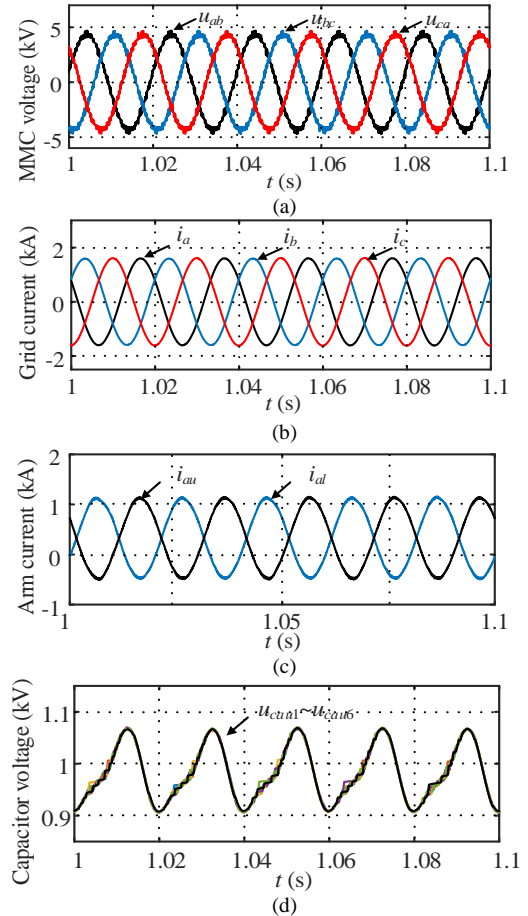 MMC voltage (kV)
5
0
-5
u_ab
u_bc
u_ca
1 1.02 1.04 1.06 1.08 1.1
t (s)
(a)
Grid current (kA)
2
0
-2
i_a
i_b
i_c
1 1.02 1.04 1.06 1.08 1.1
t (s)
(b)
Arm current (kA)
2
1
0
-1
i_au
i_al
1 1.05 1.1
t (s)
(c)
Capacitor voltage (kV)
1.1
1
0.9
u_cau1~u_cau6
1 1.02 1.04 1.06 1.08 1.1
t (s)
(d)